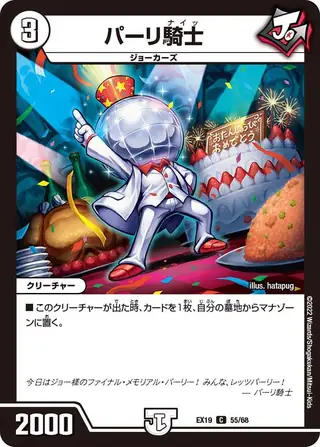 3
パーリ騎士
ナイッ
ジョーカーズ
おたんじょうび
おめでとう
illus. hatapug
クリーチャー
■このクリーチャーが出た時、カードを1枚、自分の墓地からマナゾー
ンに置く。
今日はジョー様のファイナル・メモリアル・パーリー! みんな、レッツパーリー!
— パーリ騎士
2000
EX19 C 55/68
©2022 Wizards/Shogakukan/Mitsui-Kids